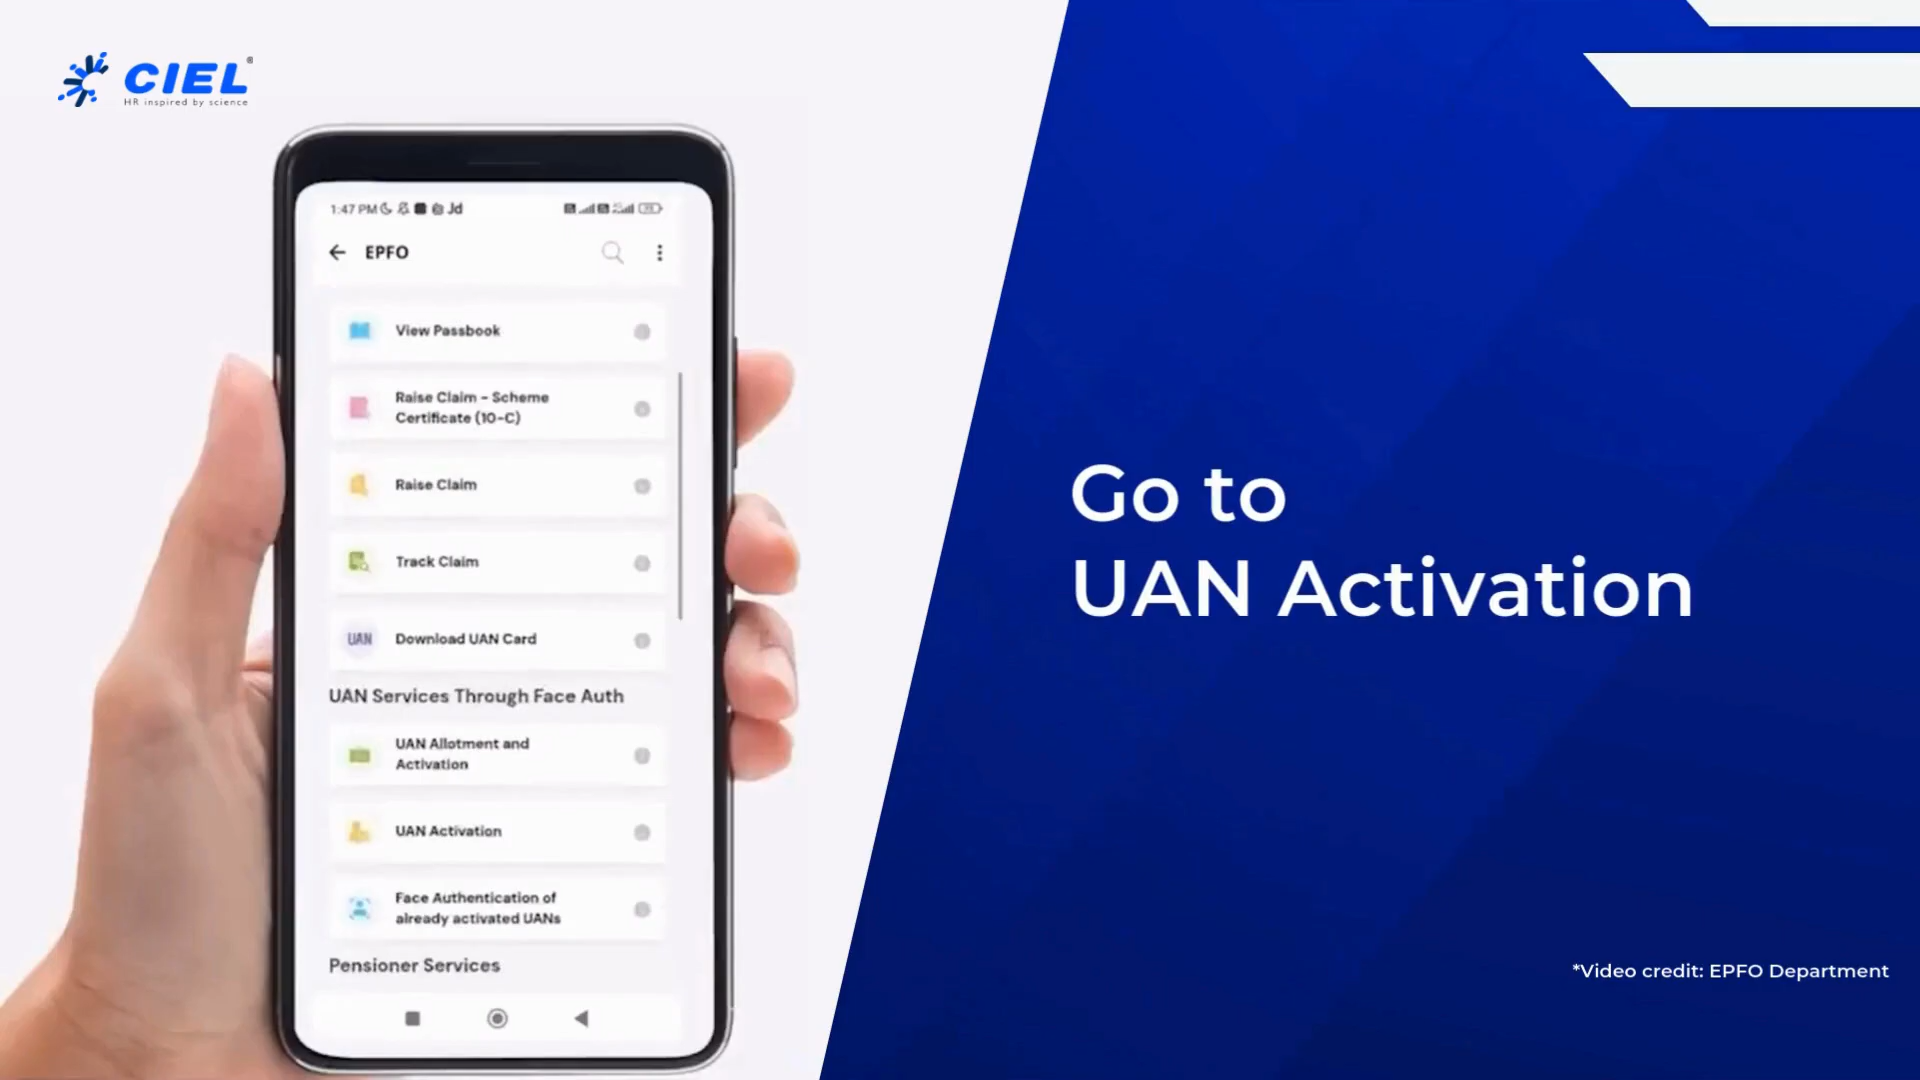 CIEL®
HR inspired by science
1:47 PM
Jd
EPFO
View Passbook
Raise Claim - Scheme
Certificate (10-C)
Raise Claim
Track Claim
UAN
Download UAN Card
UAN Services Through Face Auth
UAN Allotment and
Activation
UAN Activation
Face Authentication of
already activated UANs
Pensioner Services
Go to
UAN Activation
*Video credit: EPFO Department